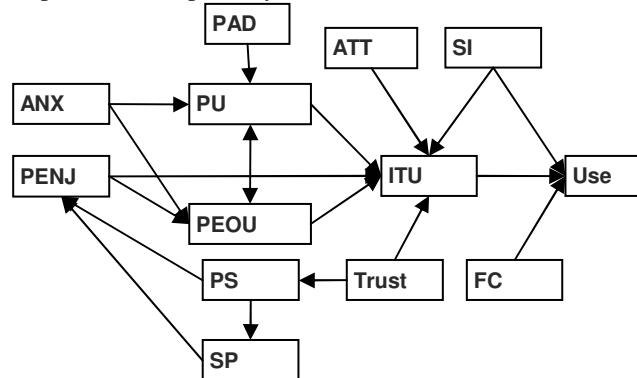 PAD
ATT
SI
ANX
PU
PENJ
ITU
Use
PEOU
PS
Trust
FC
SP